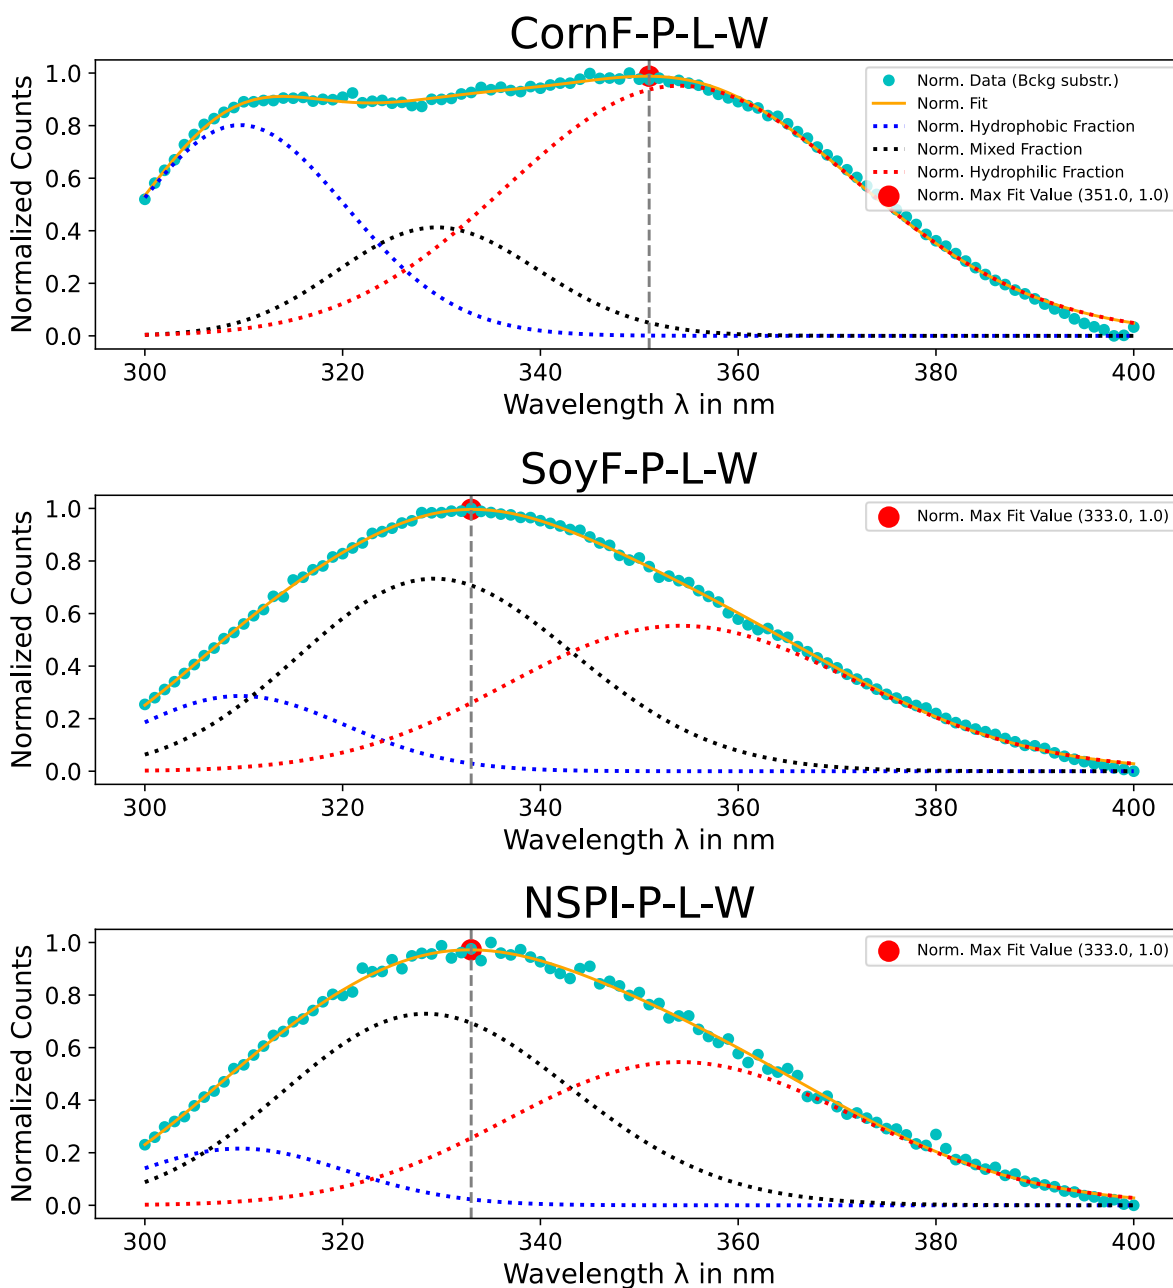 CornF-P-L-W
1.0
0.8
0.6
0.4
0.2
0.0
Normalized Counts
Norm. Data (Bckg substr.)
Norm. Fit
Norm. Hydrophobic Fraction
Norm. Mixed Fraction
Norm. Hydrophilic Fraction
Norm. Max Fit Value (351.0, 1.0)
300 320 340 360 380 400
Wavelength λ in nm
SoyF-P-L-W
1.0
0.8
0.6
0.4
0.2
0.0
Normalized Counts
Norm. Max Fit Value (333.0, 1.0)
300 320 340 360 380 400
Wavelength λ in nm
NSPI-P-L-W
1.0
0.8
0.6
0.4
0.2
0.0
Normalized Counts
Norm. Max Fit Value (333.0, 1.0)
300 320 340 360 380 400
Wavelength λ in nm